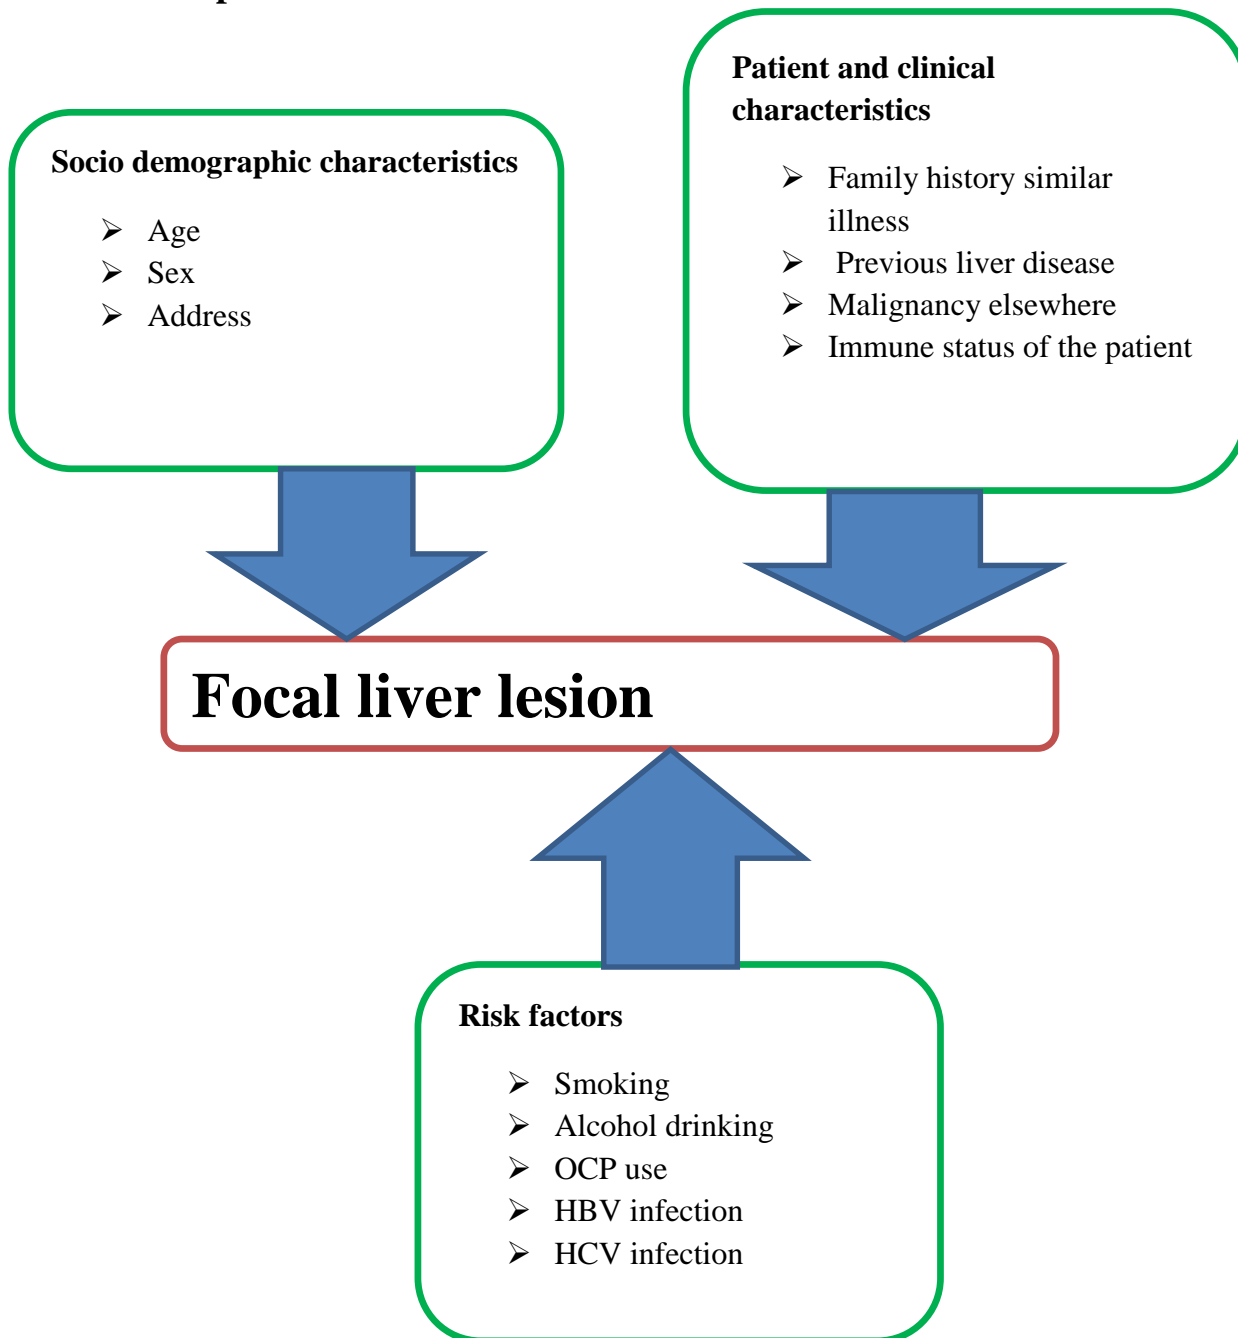 Socio demographic characteristics
➢ Age
➢ Sex
➢ Address
Patient and clinical
characteristics
➢ Family history similar
illness
➢ Previous liver disease
➢ Malignancy elsewhere
➢ Immune status of the patient
Focal liver lesion
Risk factors
➢ Smoking
➢ Alcohol drinking
➢ OCP use
➢ HBV infection
➢ HCV infection